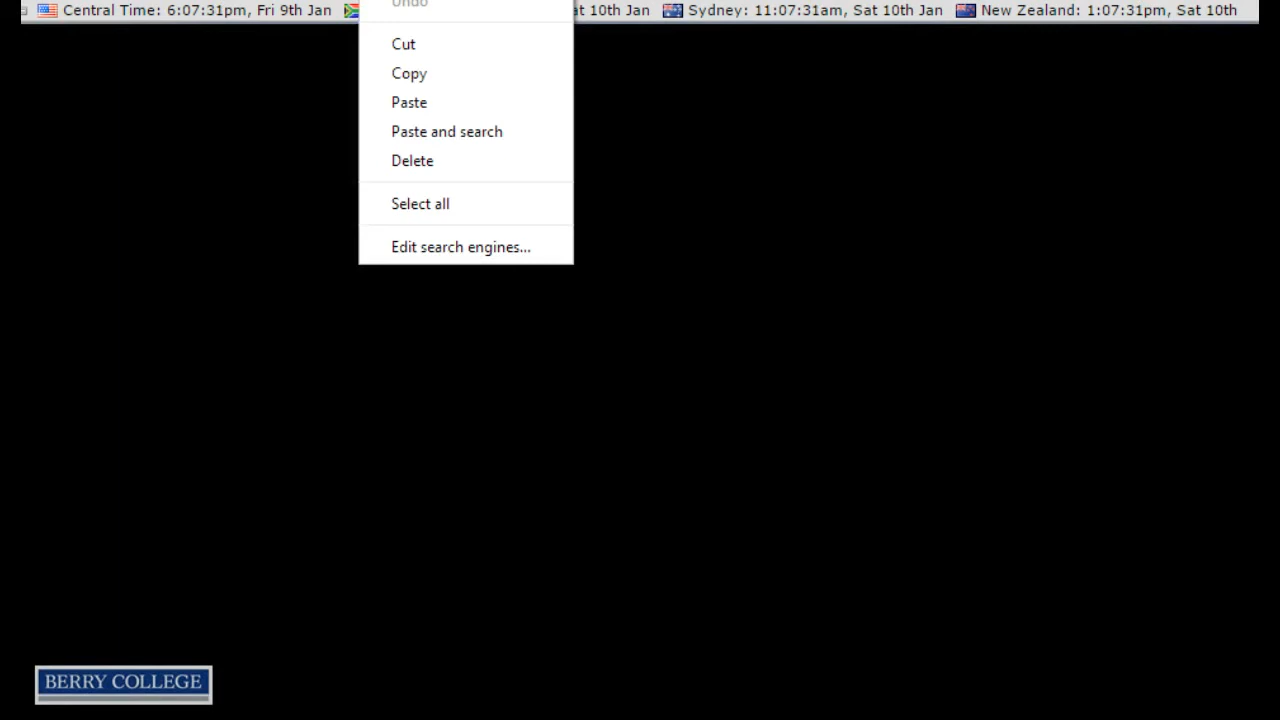 Central Time: 6:07:31pm, Fri 9th Jan at 10th Jan Sydney: 11:07:31am, Sat 10th Jan New Zealand: 1:07:31pm, Sat 10th
Undo
Cut
Copy
Paste
Paste and search
Delete
Select all
Edit search engines...
BERRY COLLEGE